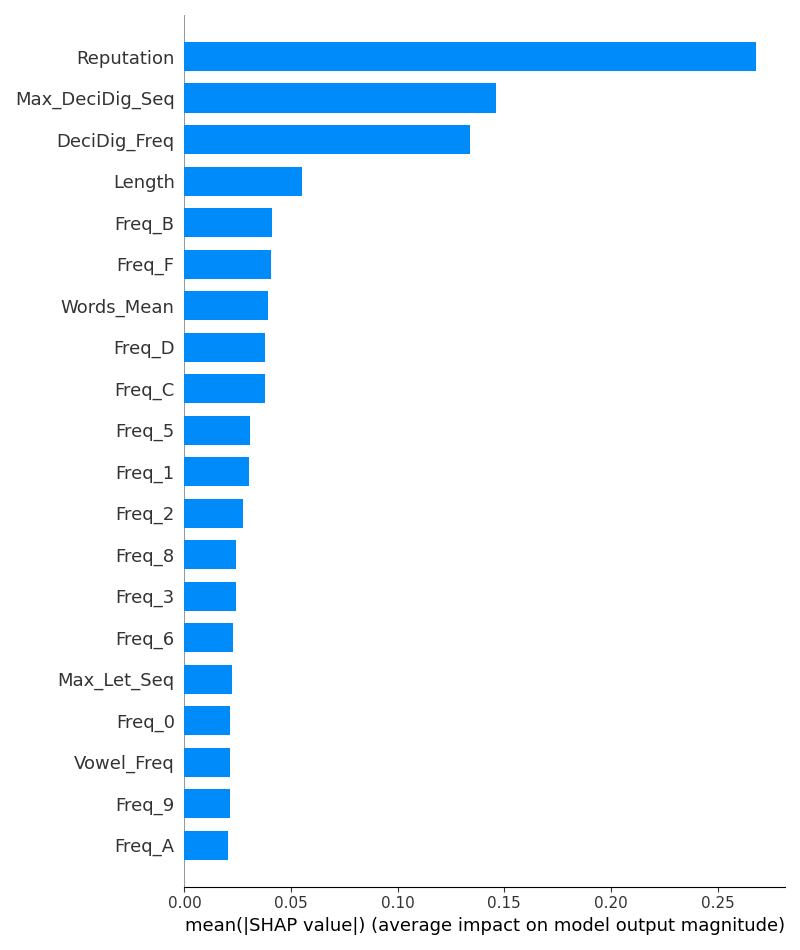 Reputation
Max_DeciDig_Seq
DeciDig_Freq
Length
Freq_B
Freq_F
Words_Mean
Freq_D
Freq_C
Freq_5
Freq_1
Freq_2
Freq_8
Freq_3
Freq_6
Max_Let_Seq
Freq_0
Vowel_Freq
Freq_9
Freq_A
0.00 0.05 0.10 0.15 0.20 0.25
mean(|SHAP value|) (average impact on model output magnitude)